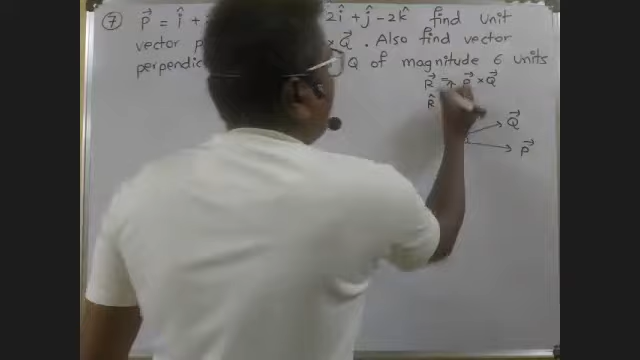 ⑦ P⃗ = î + 2î + ĵ - 2k̂ find unit
vector ×Q⃗ . Also find vector
perpendic Q of magnitude 6 units
R⃗ = P⃗ × Q⃗
R̂
Q⃗
P⃗